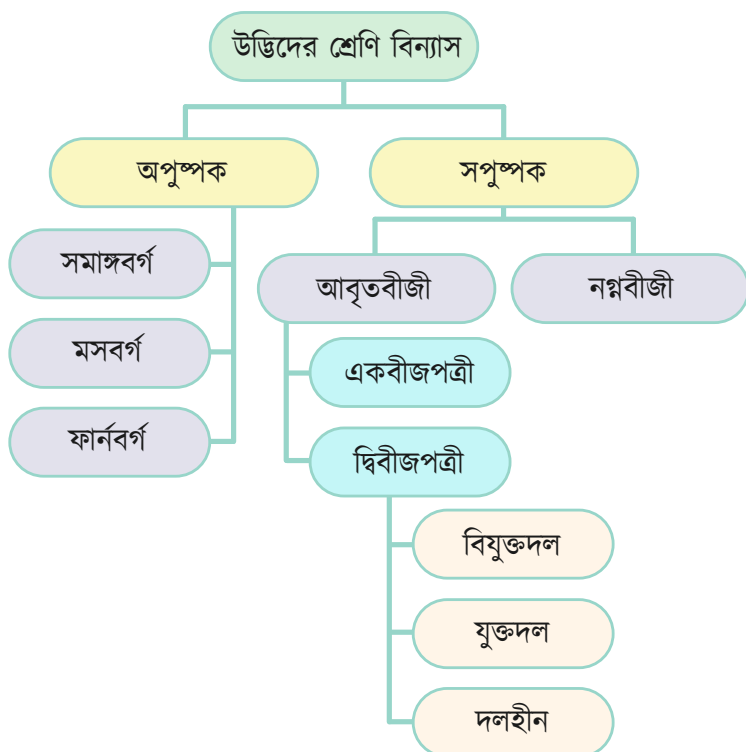 উদ্ভিদের শ্রেণি বিন্যাস
অপুষ্পক
সপুষ্পক
সমাঙ্গবর্গ
মসবর্গ
ফার্নবর্গ
আবৃতবীজী
নগ্নবীজী
একবীজপত্রী
দ্বিবীজপত্রী
বিযুক্তদল
যুক্তদল
দলহীন